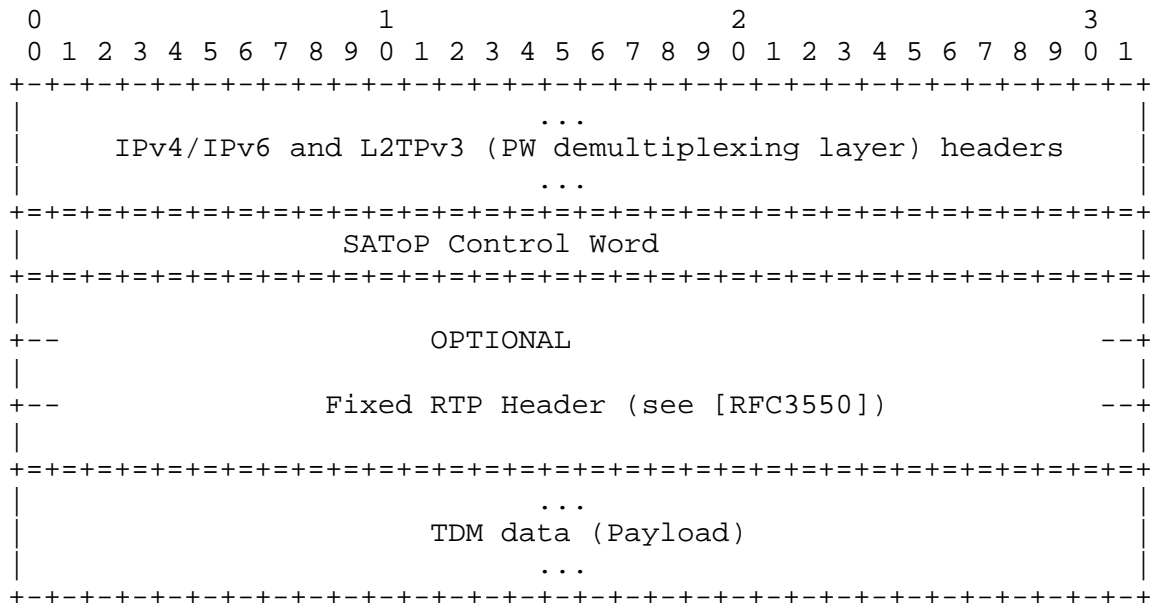 0                   1                   2                   3
 0 1 2 3 4 5 6 7 8 9 0 1 2 3 4 5 6 7 8 9 0 1 2 3 4 5 6 7 8 9 0 1
+-+-+-+-+-+-+-+-+-+-+-+-+-+-+-+-+-+-+-+-+-+-+-+-+-+-+-+-+-+-+-+-+
|                             ...                               |
|     IPv4/IPv6 and L2TPv3 (PW demultiplexing layer) headers    |
|                             ...                               |
+=+=+=+=+=+=+=+=+=+=+=+=+=+=+=+=+=+=+=+=+=+=+=+=+=+=+=+=+=+=+=+=+
|                  SAToP Control Word                           |
+=+=+=+=+=+=+=+=+=+=+=+=+=+=+=+=+=+=+=+=+=+=+=+=+=+=+=+=+=+=+=+=+
|                                                               |
+--                     OPTIONAL                              --+
|                                                               |
+--               Fixed RTP Header (see [RFC3550])            --+
|                                                               |
+=+=+=+=+=+=+=+=+=+=+=+=+=+=+=+=+=+=+=+=+=+=+=+=+=+=+=+=+=+=+=+=+
|                             ...                               |
|                       TDM data (Payload)                      |
|                             ...                               |
+-+-+-+-+-+-+-+-+-+-+-+-+-+-+-+-+-+-+-+-+-+-+-+-+-+-+-+-+-+-+-+-+